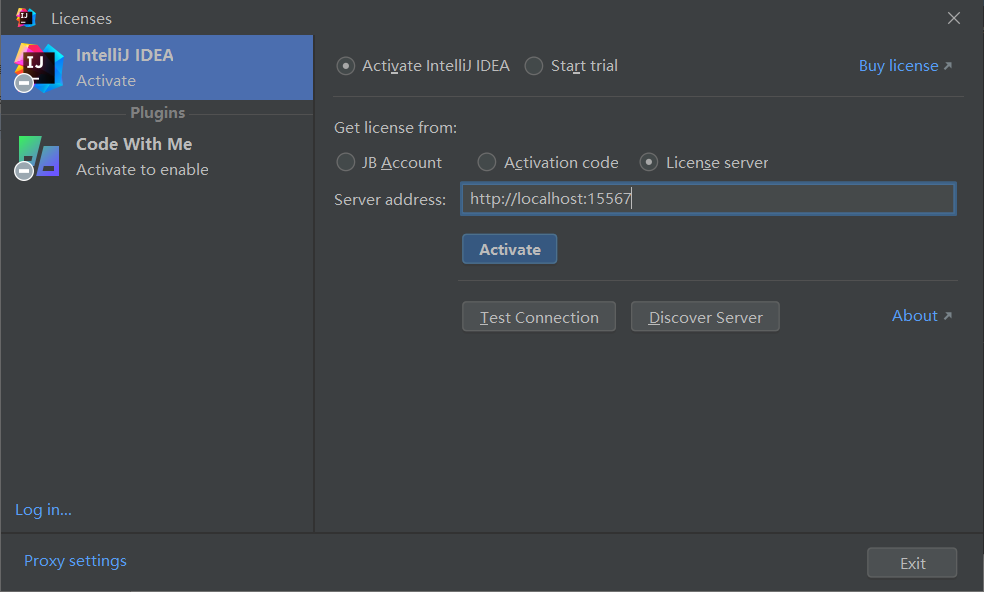 Licenses
IntelliJ IDEA
Activate
Plugins
Code With Me
Activate to enable
Log in...
Activate IntelliJ IDEA Start trial Buy license
Get license from:
JB Account Activation code License server
Server address: http://localhost:15567
Activate
Test Connection Discover Server About
Proxy settings Exit